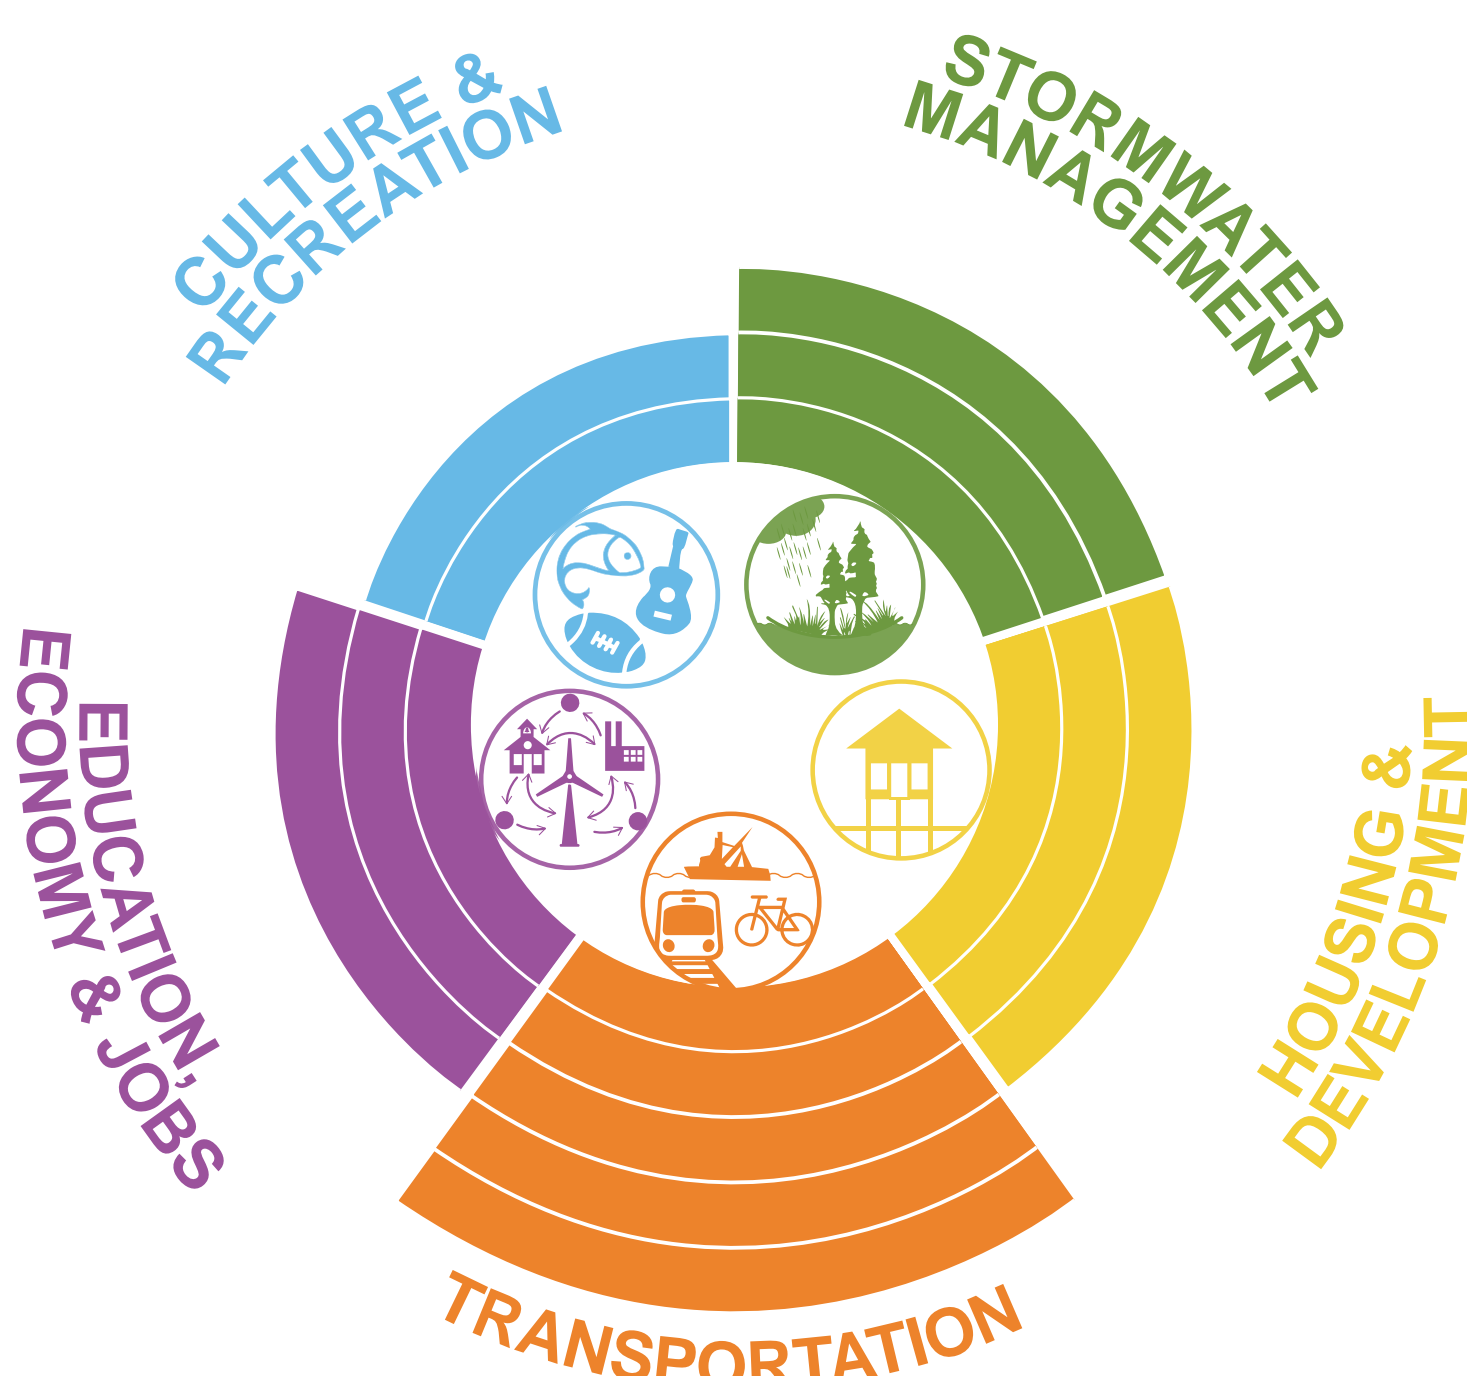 CULTURE &
RECREATION
STORMWATER
MANAGEMENT
EDUCATION,
ECONOMY & JOBS
HOUSING &
DEVELOPMENT
TRANSPORTATION